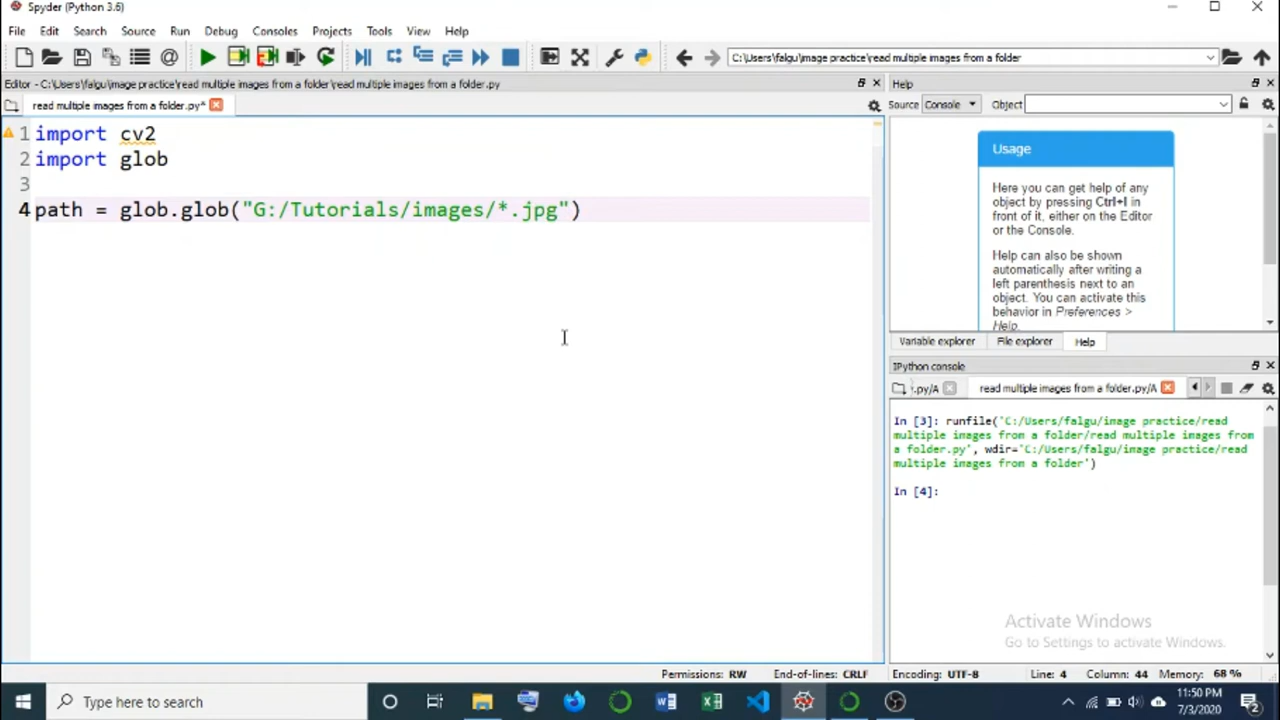 Spyder (Python 3.6)
File Edit Search Source Run Debug Consoles Projects Tools View Help
C:\Users\falgu\image practice\read multiple images from a folder
Editor - C:\Users\falgu\image practice\read multiple images from a folder\read multiple images from a folder.py
Help
read multiple images from a folder.py*
Source Console Object
1 import cv2
2 import glob
3
4 path = glob.glob("G:/Tutorials/images/*.jpg")
Usage
Here you can get help of any
object by pressing Ctrl+I in
front of it, either on the Editor
or the Console.
Help can also be shown
automatically after writing a
left parenthesis next to an
object. You can activate this
behavior in Preferences >
Help.
Variable explorer File explorer Help
IPython console
.py/A read multiple images from a folder.py/A
In [3]: runfile('C:/Users/falgu/image practice/read
multiple images from a folder/read multiple images from
a folder.py', wdir='C:/Users/falgu/image practice/read
multiple images from a folder')
In [4]:
Activate Windows
Go to Settings to activate Windows.
Permissions: RW End-of-lines: CRLF Encoding: UTF-8 Line: 4 Column: 44 Memory: 68 %
Type here to search
11:50 PM
7/3/2020
2